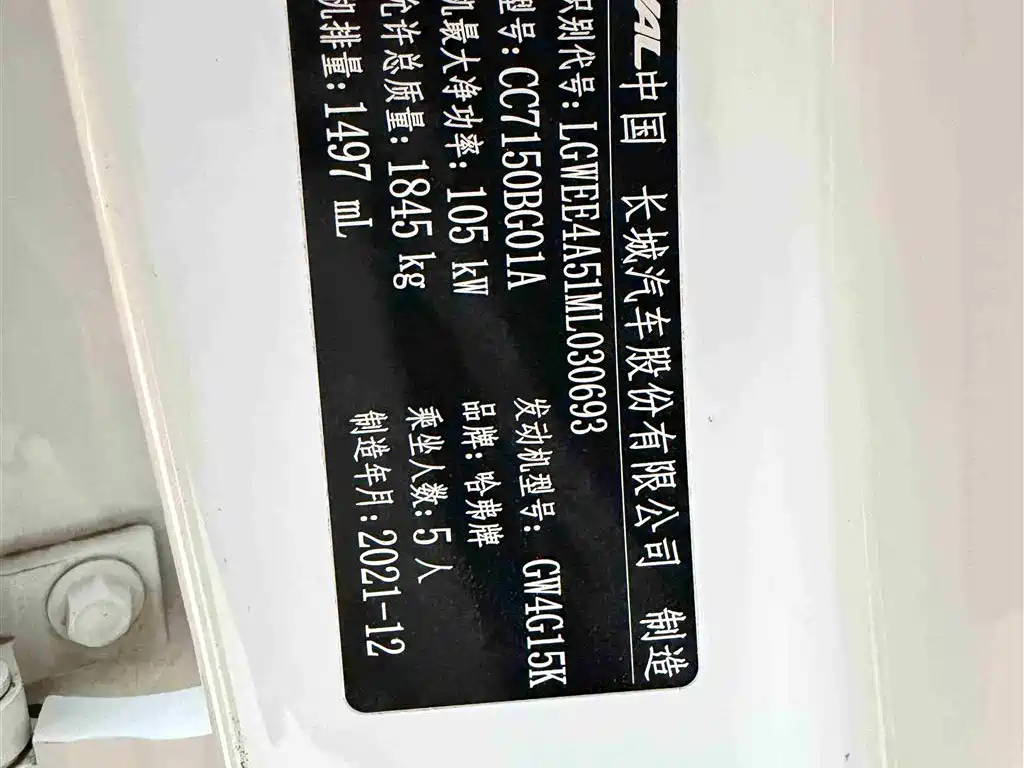 VAL 中国 长城汽车股份有限公司 制造
识别代号: LGWEE4A51ML030693
型号: CC7150BG01A 发动机型号: GW4G15K
机最大净功率: 105 kW 品牌: 哈弗牌
允许总质量: 1845 kg 乘坐人数: 5 人
机排量: 1497 mL 制造年月: 2021-12